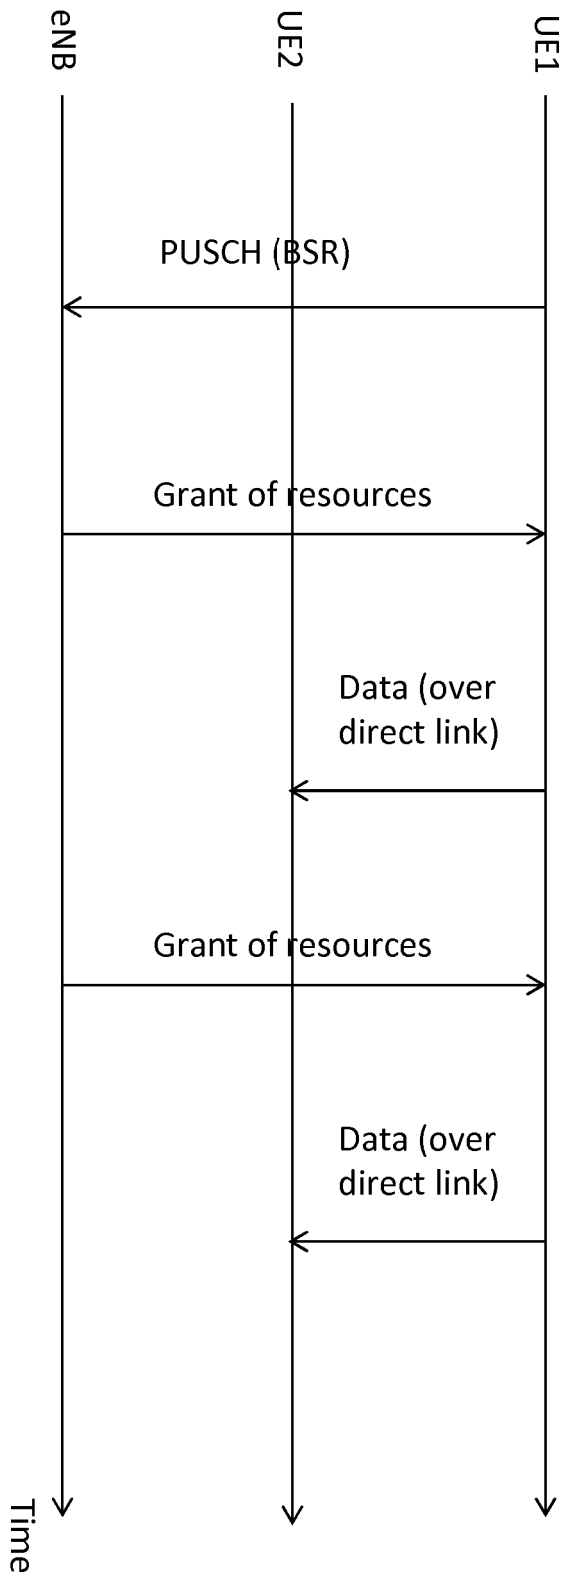 eNB
UE2
UE1
PUSCH (BSR)
Grant of resources
Data (over
direct link)
Grant of resources
Data (over
direct link)
Time